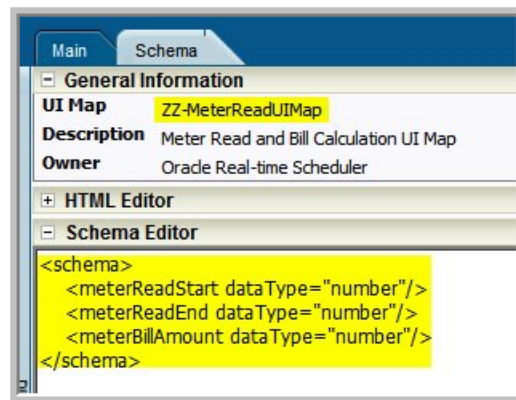 Main Schema
General Information
UI Map ZZ-MeterReadUIMap
Description Meter Read and Bill Calculation UI Map
Owner Oracle Real-time Scheduler
HTML Editor
Schema Editor
<schema>
<meterReadStart dataType="number"/>
<meterReadEnd dataType="number"/>
<meterBillAmount dataType="number"/>
</schema>